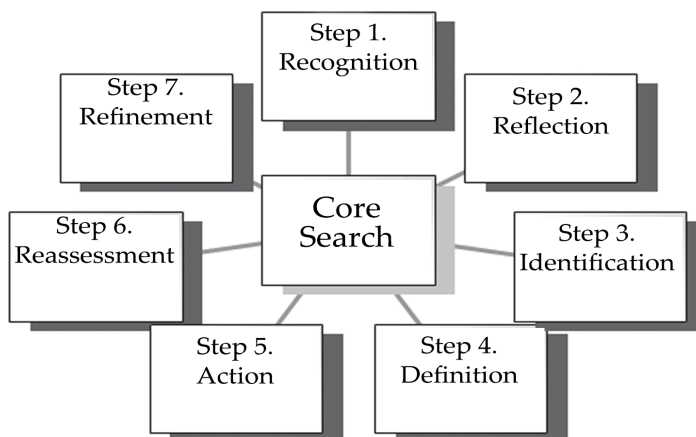 Step 1.
Recognition
Step 2.
Reflection
Step 3.
Identification
Step 4.
Definition
Step 5.
Action
Step 6.
Reassessment
Step 7.
Refinement
Core
Search